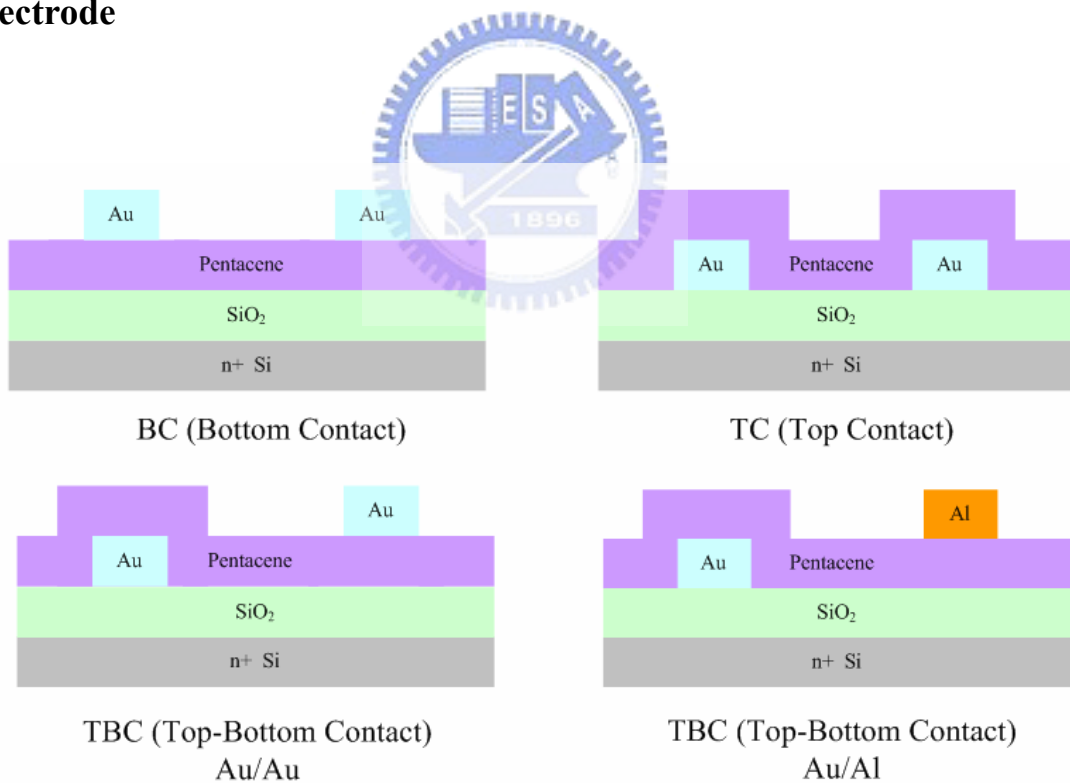 ectrode
E S A
1896
Au Au
Pentacene
SiO₂
n+ Si
BC (Bottom Contact)
Au Pentacene Au
SiO₂
n+ Si
TC (Top Contact)
Au
Au Pentacene
SiO₂
n+ Si
TBC (Top-Bottom Contact)
Au/Au
Al
Au Pentacene
SiO₂
n+ Si
TBC (Top-Bottom Contact)
Au/Al